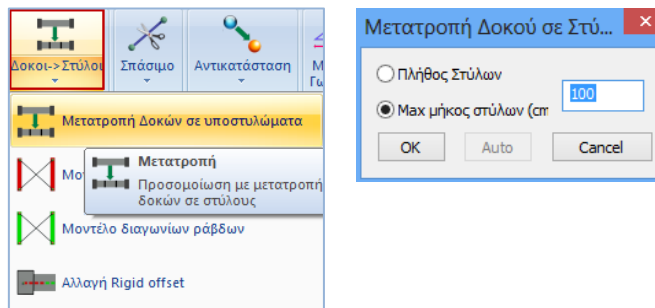 Δοκοι->Στύλοι
Σπάσιμο
Αντικατάσταση
Μετατροπή Δοκών σε υποστυλώματα
Μετατροπή
Προσομοίωση με μετατροπή
δοκών σε στύλους
Μοντέλο διαγωνίων ράβδων
Αλλαγή Rigid offset
Μετατροπή Δοκού σε Στύ...
Πλήθος Στύλων
100
Max μήκος στύλων (cm
OK
Auto
Cancel